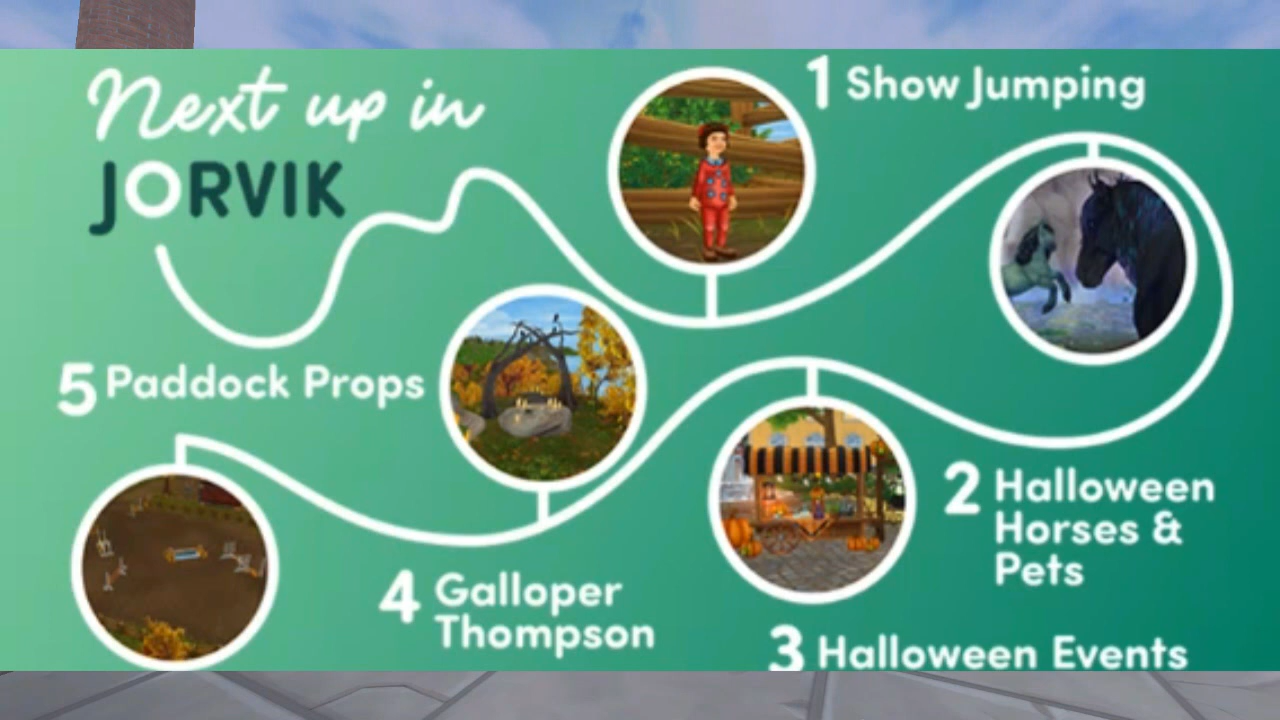 Next up in
JORVIK
1 Show Jumping
2 Halloween
Horses &
Pets
3 Halloween Events
4 Galloper
Thompson
5 Paddock Props